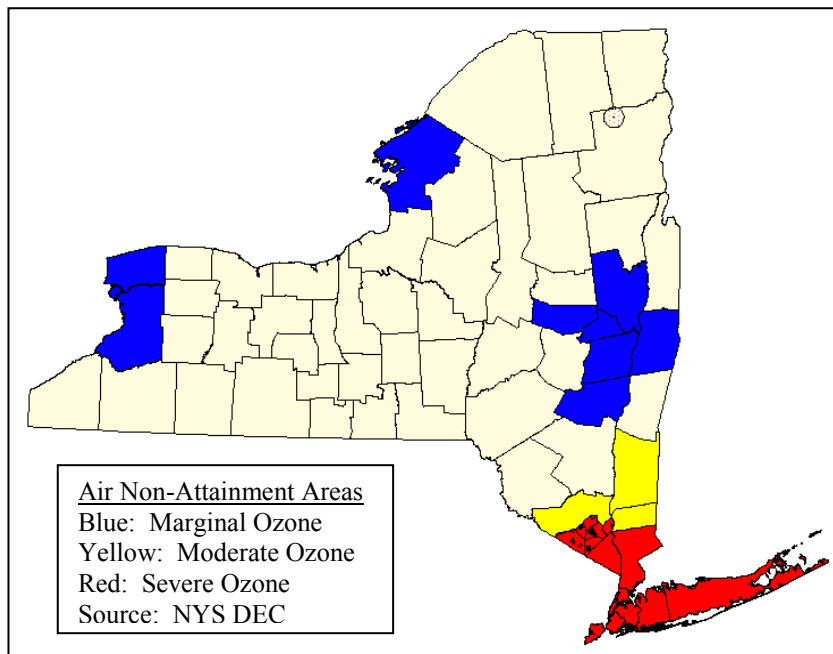 Air Non-Attainment Areas
Blue: Marginal Ozone
Yellow: Moderate Ozone
Red: Severe Ozone
Source: NYS DEC